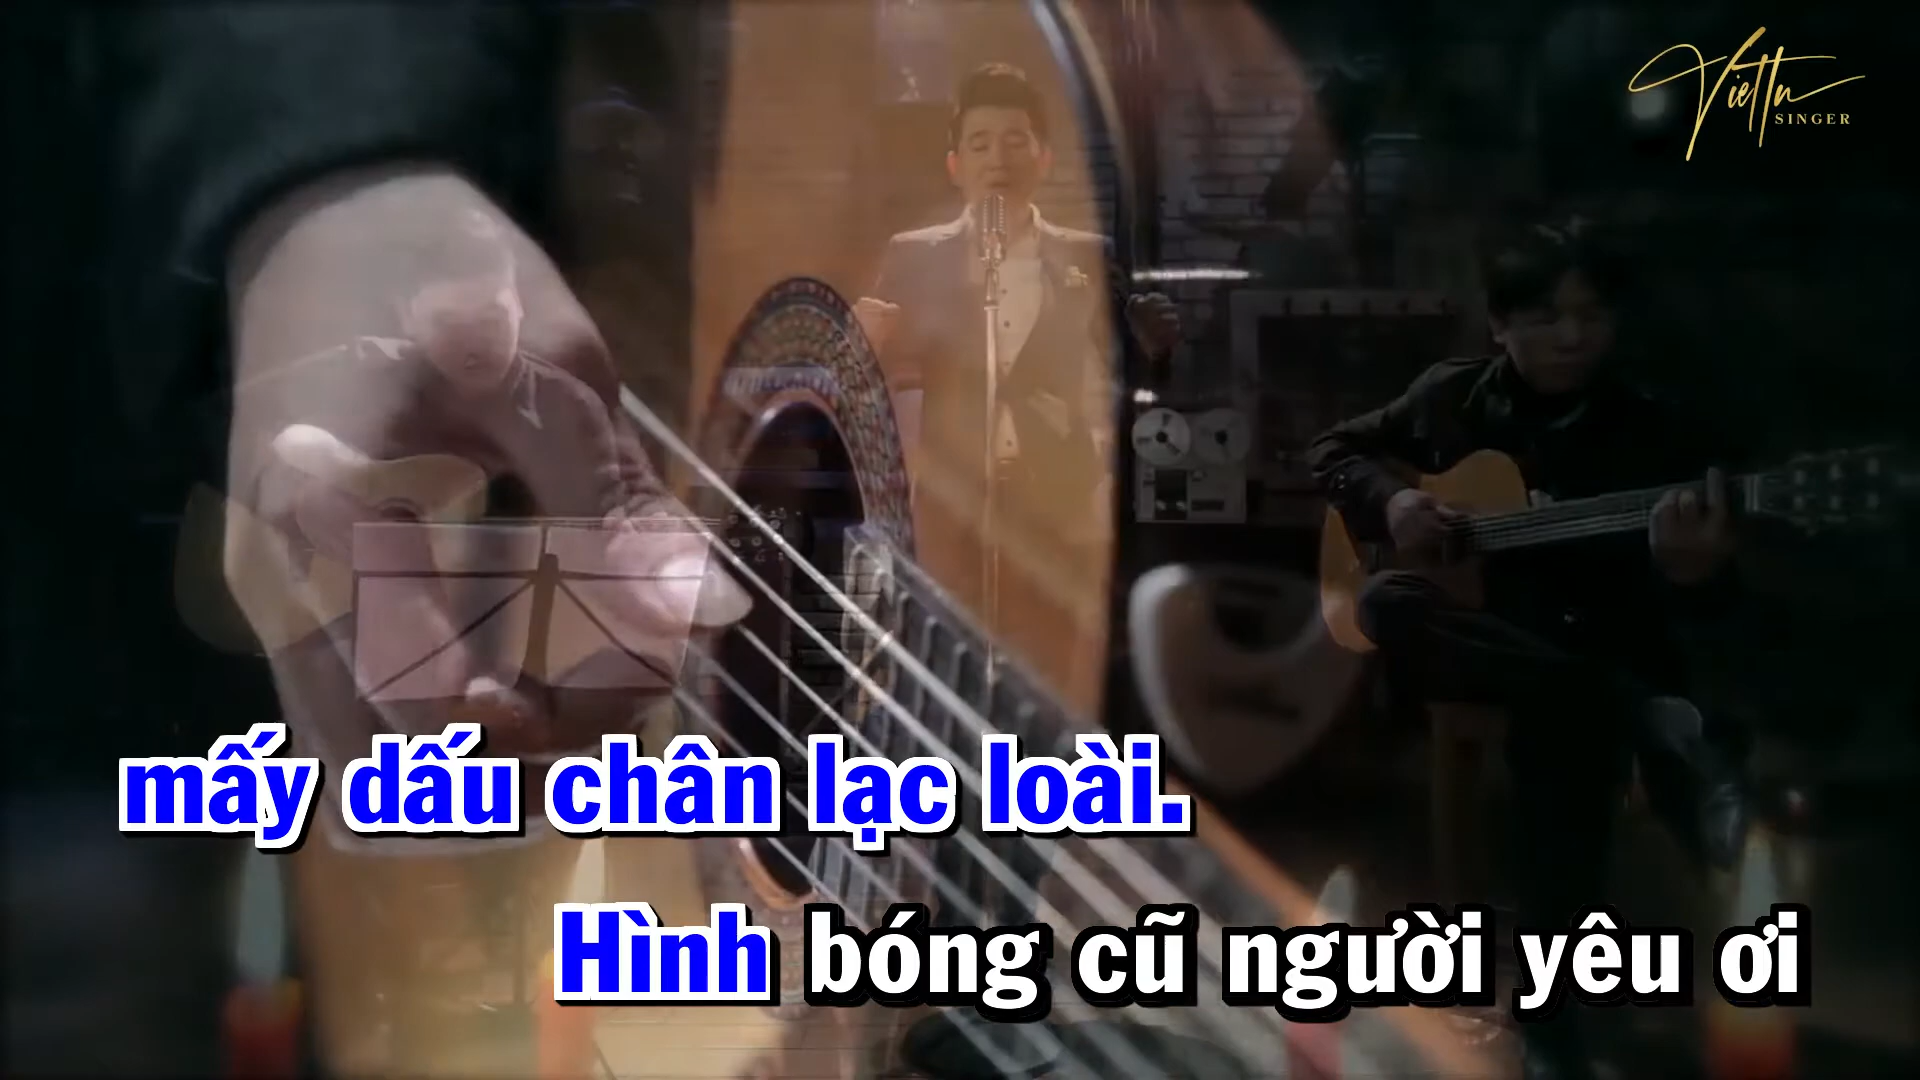 Viettu
SINGER
mấy dấu chân lạc loài.
Hình bóng cũ người yêu ơi